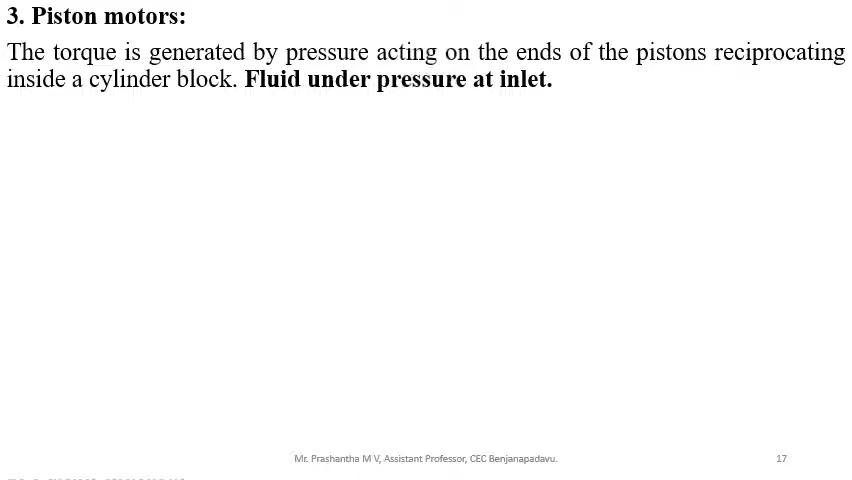 3. Piston motors:
The torque is generated by pressure acting on the ends of the pistons reciprocating
inside a cylinder block. Fluid under pressure at inlet.
Mr. Prashantha M V, Assistant Professor, CEC Benjanapadavu.
17